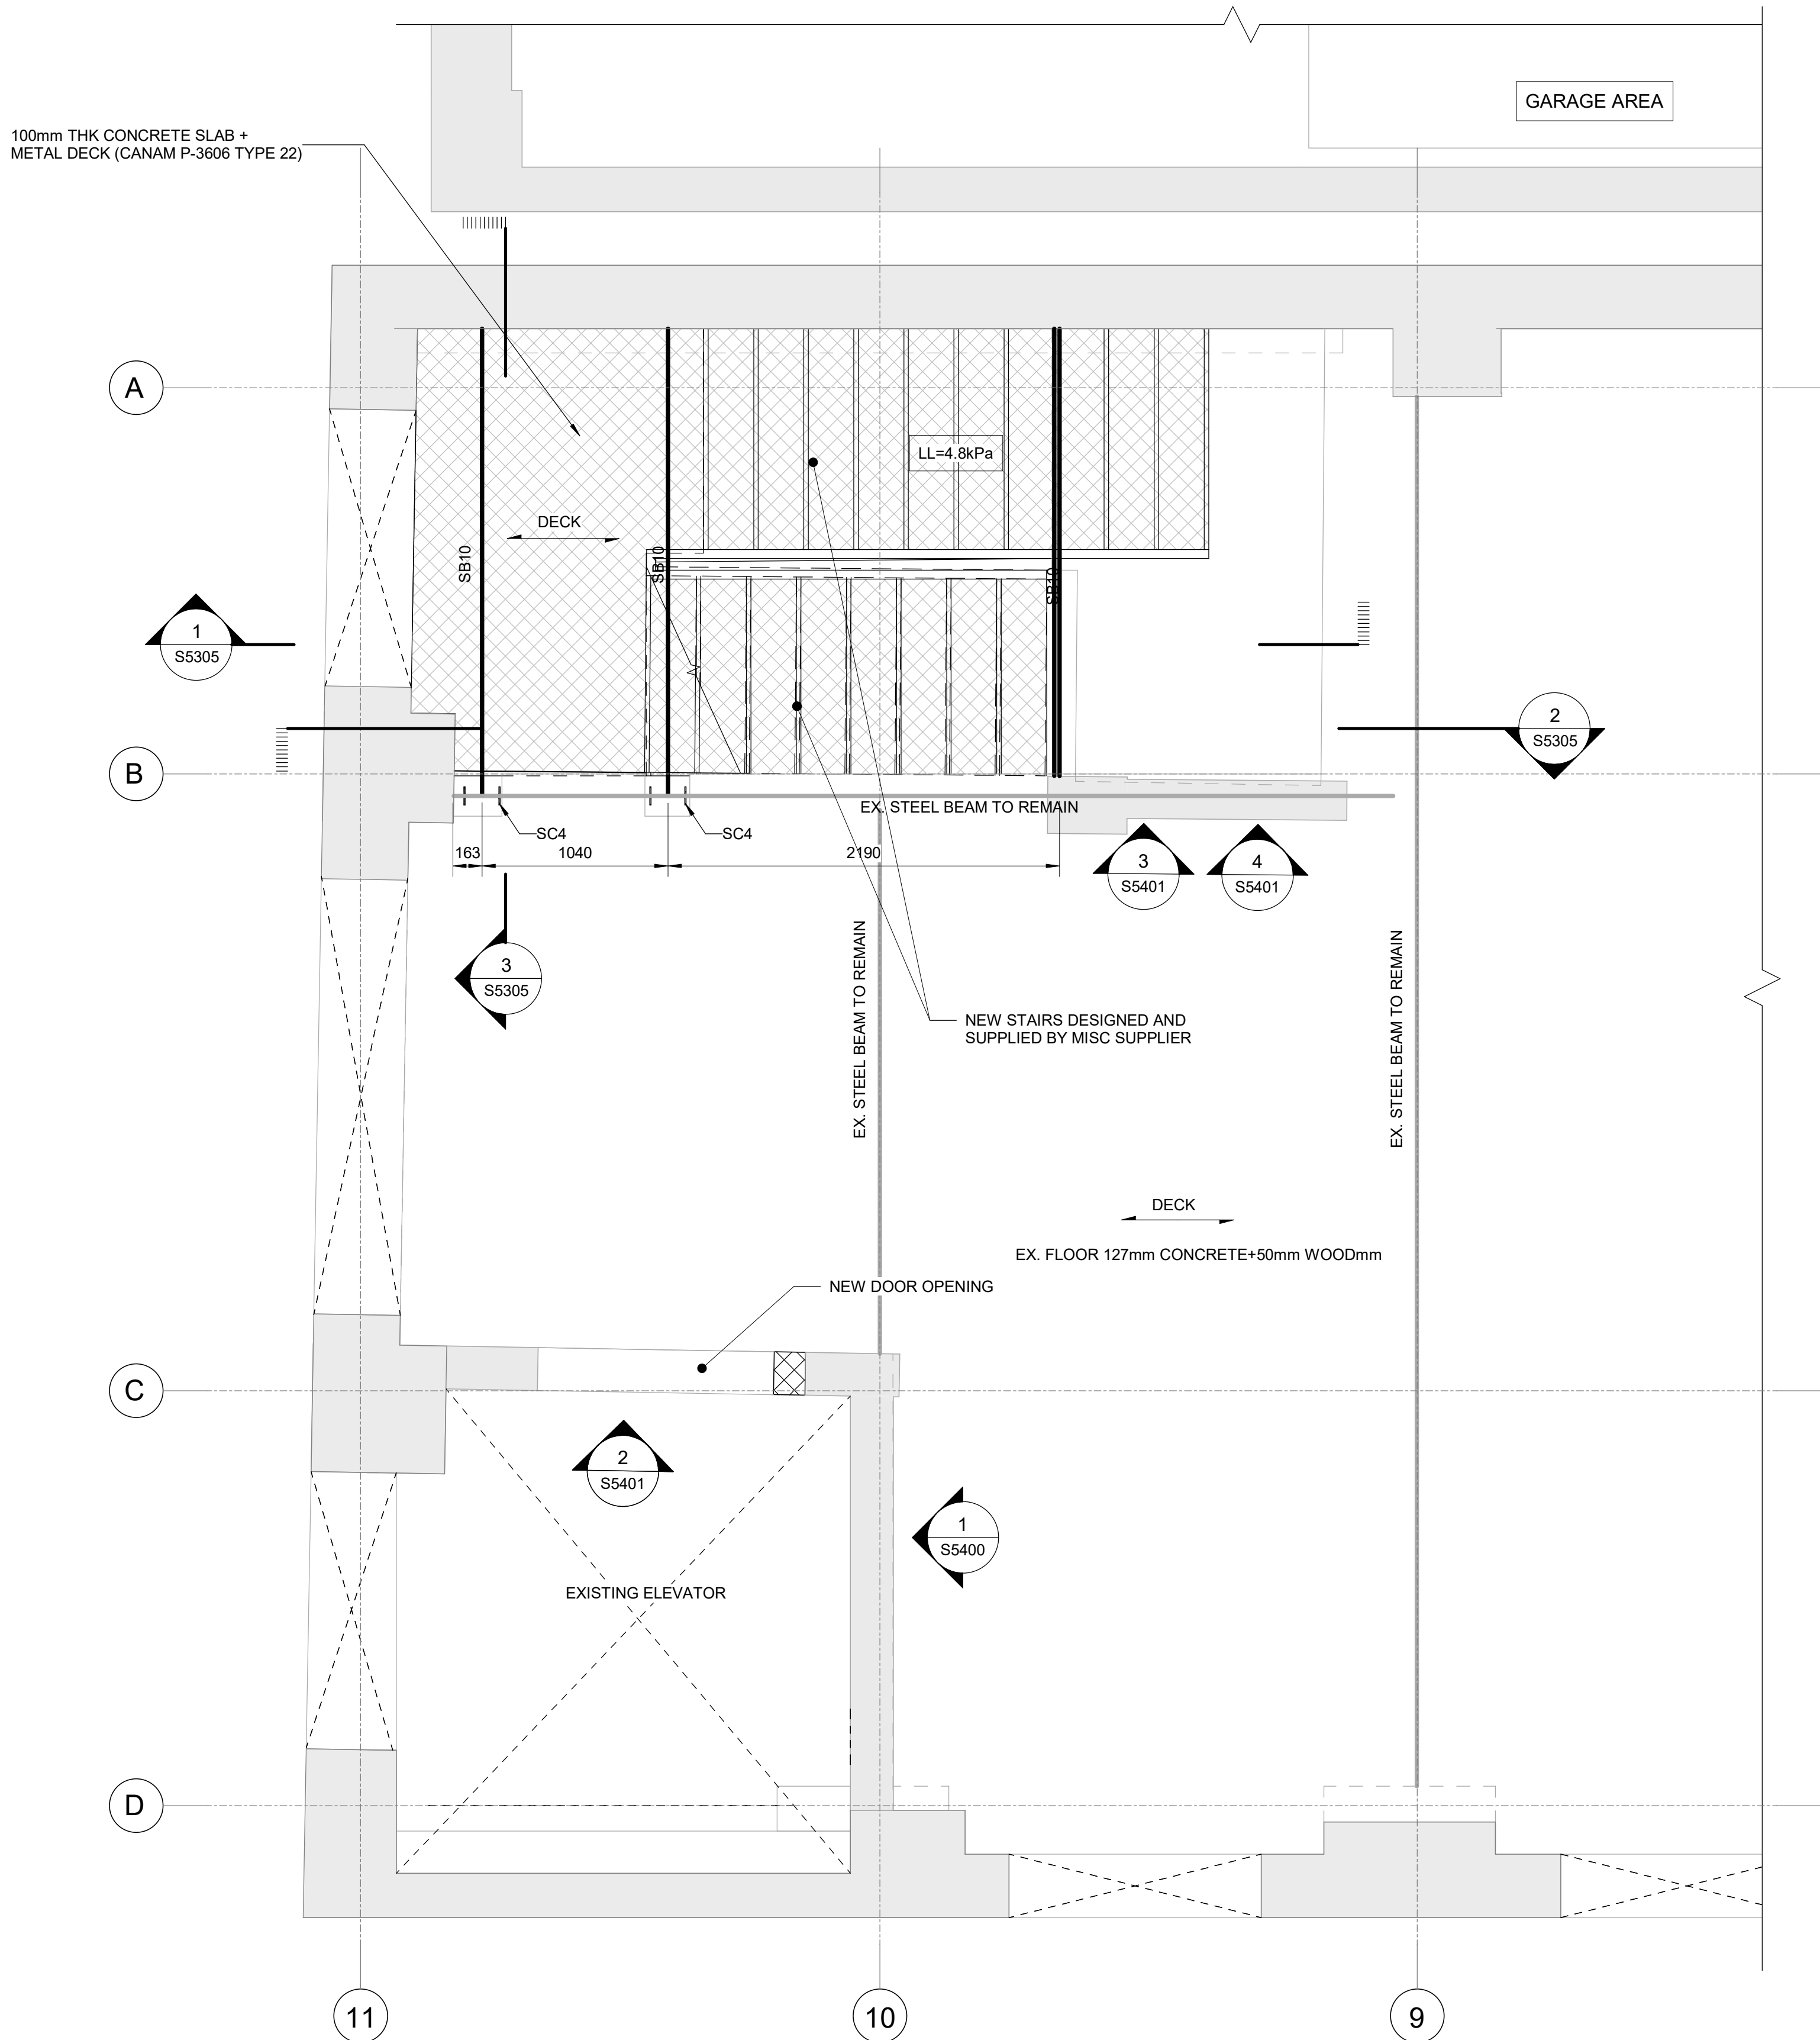 GARAGE AREA
100mm THK CONCRETE SLAB +
METAL DECK (CANAM P-3606 TYPE 22)
A
LL=4.8kPa
DECK
SB10
SB10
SB10
1
S5305
2
S5305
B
EX. STEEL BEAM TO REMAIN
SC4
SC4
163
1040
2190
3
S5401
4
S5401
3
S5305
EX. STEEL BEAM TO REMAIN
EX. STEEL BEAM TO REMAIN
NEW STAIRS DESIGNED AND
SUPPLIED BY MISC SUPPLIER
DECK
EX. FLOOR 127mm CONCRETE+50mm WOODmm
NEW DOOR OPENING
C
2
S5401
1
S5400
EXISTING ELEVATOR
D
11
10
9